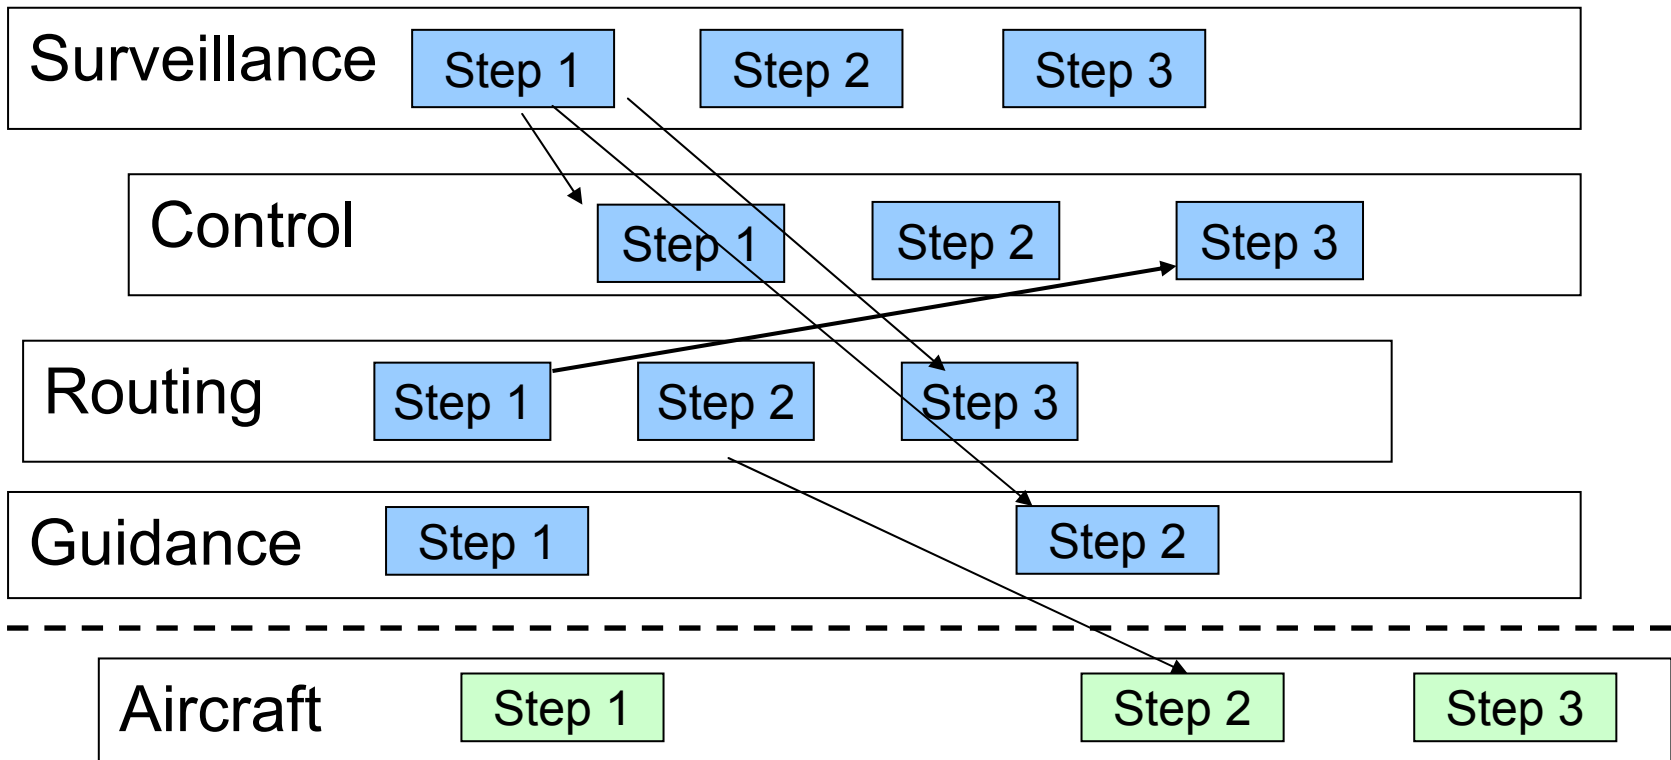 Surveillance Step 1 Step 2 Step 3
Control Step 1 Step 2 Step 3
Routing Step 1 Step 2 Step 3
Guidance Step 1 Step 2
Aircraft Step 1 Step 2 Step 3